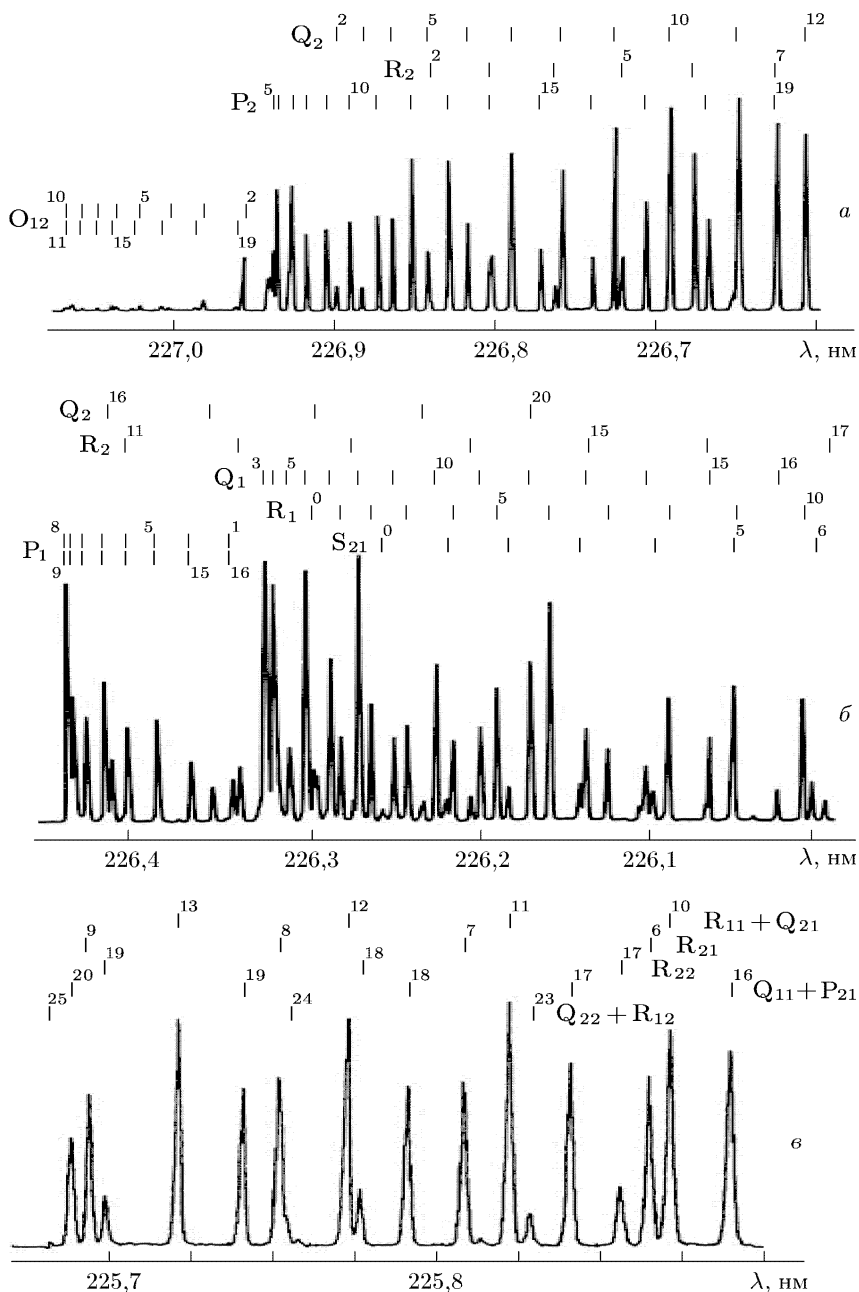 Q₂ 2 5 10 12
R₂ 2 5 7
P₂ 5 10 15 19
10 5 2
O₁₂
11 15 19
а
227,0 226,9 226,8 226,7 λ, нм
Q₂ 16 20
R₂ 11 15 17
Q₁ 3 5 10 15 16
R₁ 0 5 10
S₂₁ 0 5 6
8 5 1
P₁
9 15 16
б
226,4 226,3 226,2 226,1 λ, нм
13 12 11 10 R₁₁ + Q₂₁
9 8 7 6 R₂₁
19 18 17 R₂₂
20 19 18 17 16 Q₁₁ + P₂₁
25 24 23 Q₂₂ + R₁₂
в
225,7 225,8 λ, нм